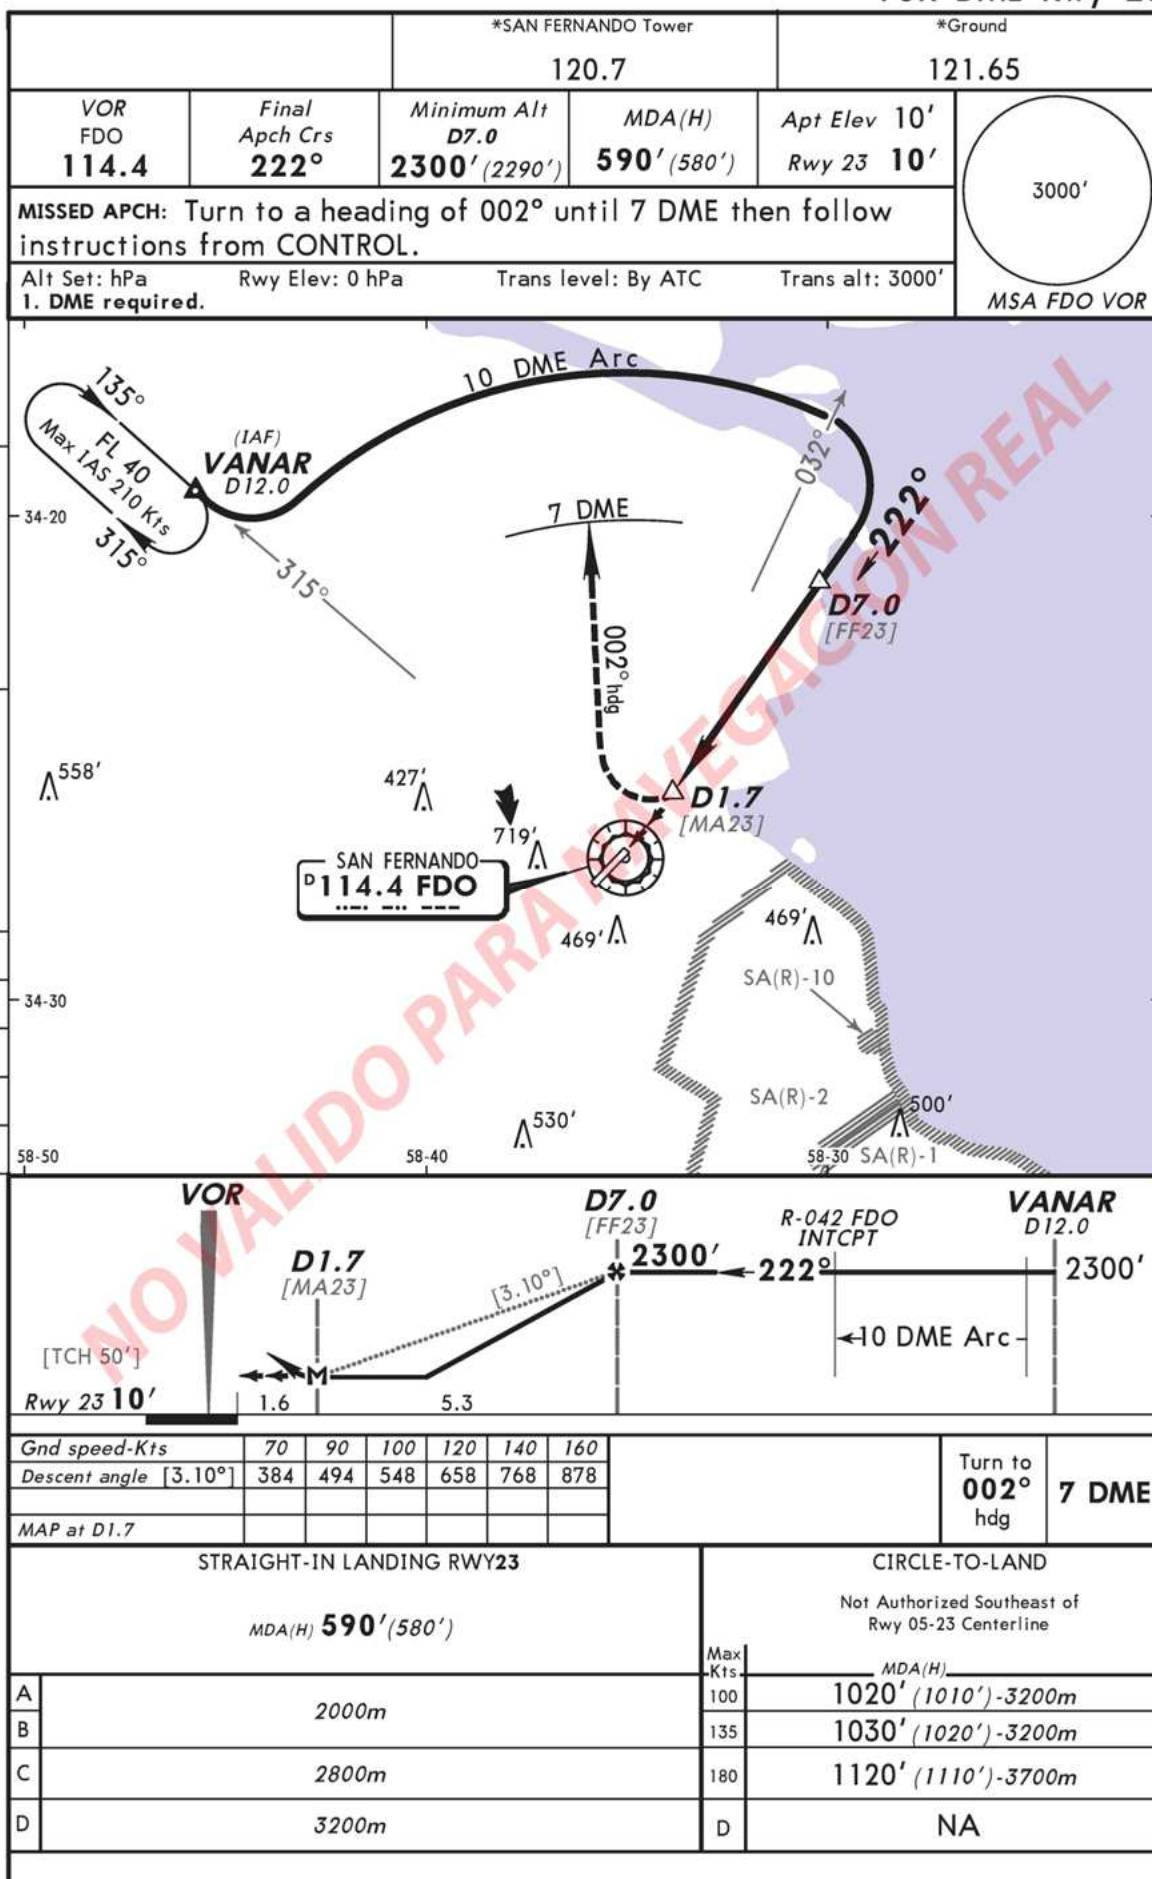 *SAN FERNANDO Tower
120.7
*Ground
121.65
VOR
FDO
114.4
Final
Apch Crs
222°
Minimum Alt
D7.0
2300' (2290')
MDA(H)
590' (580')
Apt Elev 10'
Rwy 23 10'
3000'
MSA FDO VOR
MISSED APCH: Turn to a heading of 002° until 7 DME then follow
instructions from CONTROL.
Alt Set: hPa Rwy Elev: 0 hPa Trans level: By ATC Trans alt: 3000'
1. DME required.
10 DME Arc
135°
FL 40
Max IAS 210 Kts
315°
(IAF)
VANAR
D12.0
34-20
315°
7 DME
032°
222°
D7.0
[FF23]
002° hdg
558'
427'
719'
D1.7
[MA23]
SAN FERNANDO
D 114.4 FDO
469'
469'
SA(R)-10
34-30
SA(R)-2
500'
530'
58-50
58-40
58-30
SA(R)-1
NO VALIDO PARA NAVEGACION REAL
VOR
D7.0
[FF23]
R-042 FDO
INTCPT
VANAR
D12.0
D1.7
[MA23]
[3.10°]
2300'
222°
2300'
10 DME Arc
[TCH 50']
M
Rwy 23 10'
1.6
5.3
Gnd speed-Kts 70 90 100 120 140 160
Descent angle [3.10°] 384 494 548 658 768 878
MAP at D1.7
Turn to
002°
hdg
7 DME
STRAIGHT-IN LANDING RWY23
MDA(H) 590' (580')
A
B
2000m
C 2800m
D 3200m
CIRCLE-TO-LAND
Not Authorized Southeast of
Rwy 05-23 Centerline
Max
Kts
MDA(H)
100 1020' (1010')-3200m
135 1030' (1020')-3200m
180 1120' (1110')-3700m
D NA